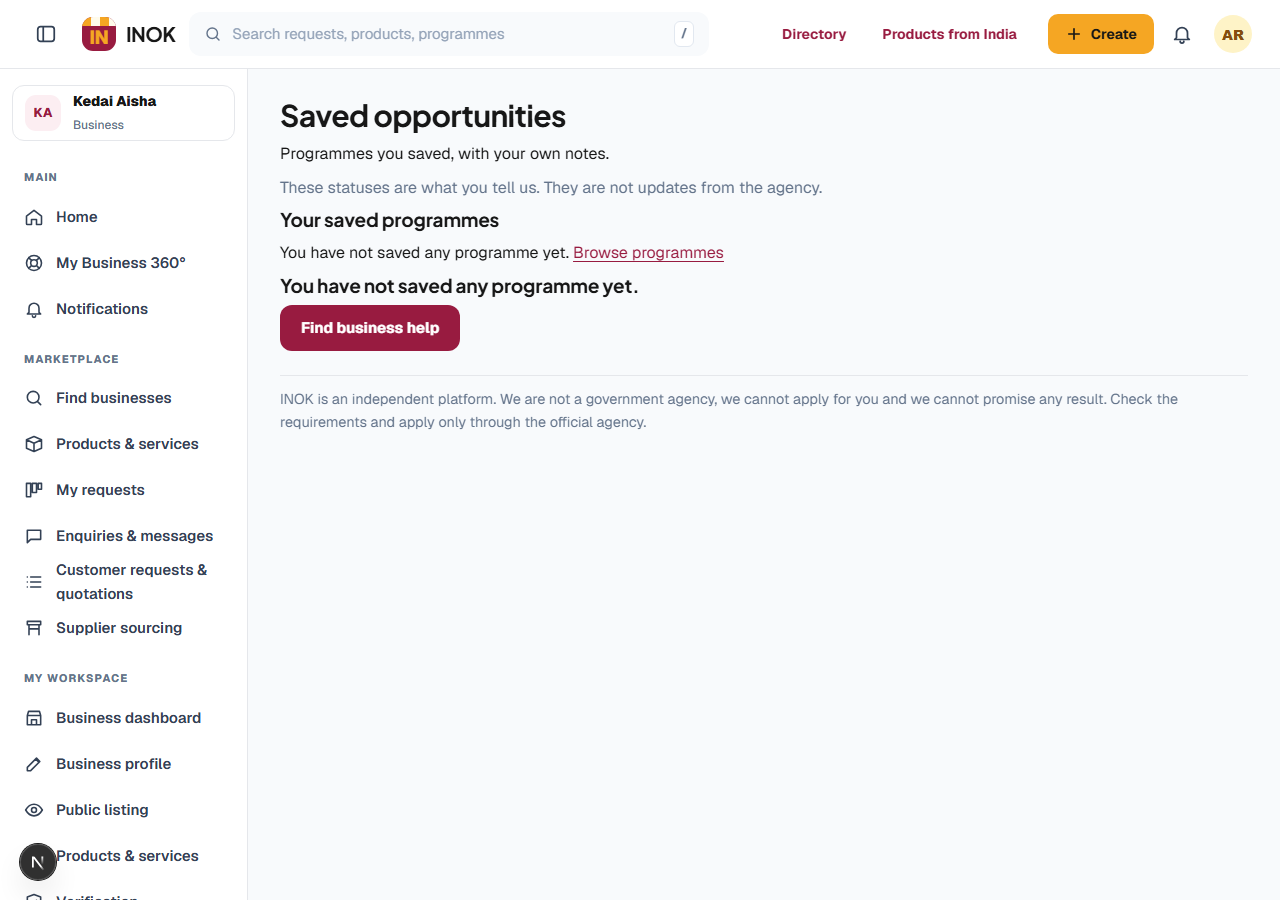 IN INOK
Search requests, products, programmes /
Directory
Products from India
+ Create
AR
KA
Kedai Aisha
Business
MAIN
Home
My Business 360°
Notifications
MARKETPLACE
Find businesses
Products & services
My requests
Enquiries & messages
Customer requests &
quotations
Supplier sourcing
MY WORKSPACE
Business dashboard
Business profile
Public listing
N
Products & services
Verification
Saved opportunities
Programmes you saved, with your own notes.
These statuses are what you tell us. They are not updates from the agency.
Your saved programmes
You have not saved any programme yet. Browse programmes
You have not saved any programme yet.
Find business help
INOK is an independent platform. We are not a government agency, we cannot apply for you and we cannot promise any result. Check the
requirements and apply only through the official agency.